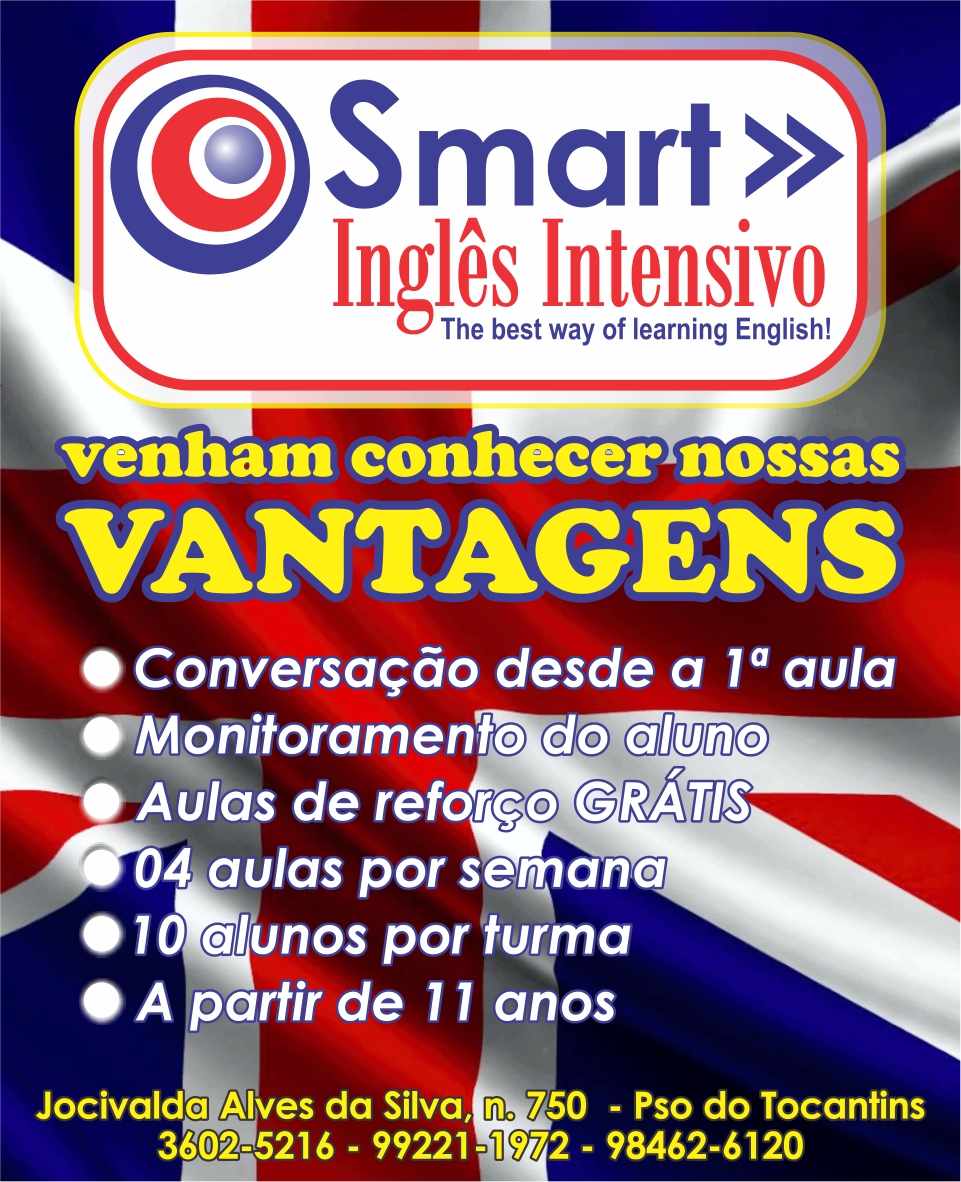 Smart
Inglês Intensivo
The best way of learning English!
venham conhecer nossas
VANTAGENS
Conversação desde a 1ª aula
Monitoramento do aluno
Aulas de reforço GRÁTIS
04 aulas por semana
10 alunos por turma
A partir de 11 anos
Jocivalda Alves da Silva, n. 750 - Pso do Tocantins
3602-5216 - 99221-1972 - 98462-6120